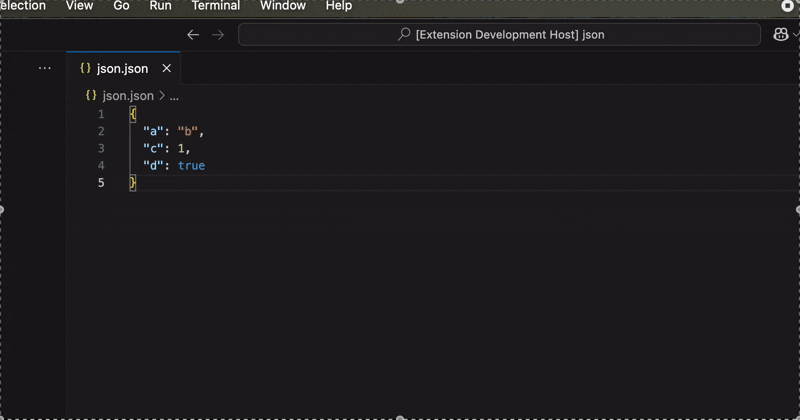 election View Go Run Terminal Window Help
[Extension Development Host] json
··· {} json.json ×
{} json.json > ...
1 {
2 "a": "b",
3 "c": 1,
4 "d": true
5 }